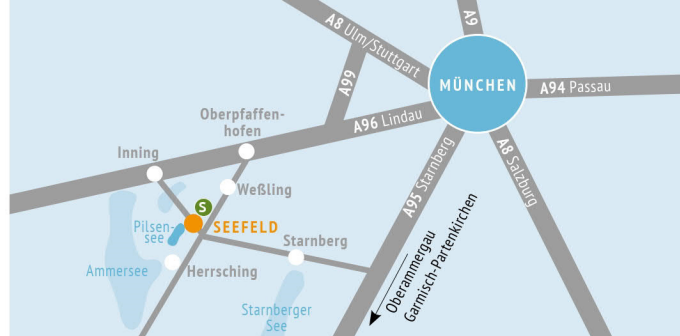 A8 Ulm/Stuttgart
A9
MÜNCHEN
A94 Passau
A99
A96 Lindau
Oberpfaffen-
hofen
Inning
Weßling
A95 Starnberg
A8 Salzburg
S
Pilsen-
see
SEEFELD
Starnberg
Oberammergau
Garmisch-Partenkirchen
Ammersee
Herrsching
Starnberger
See